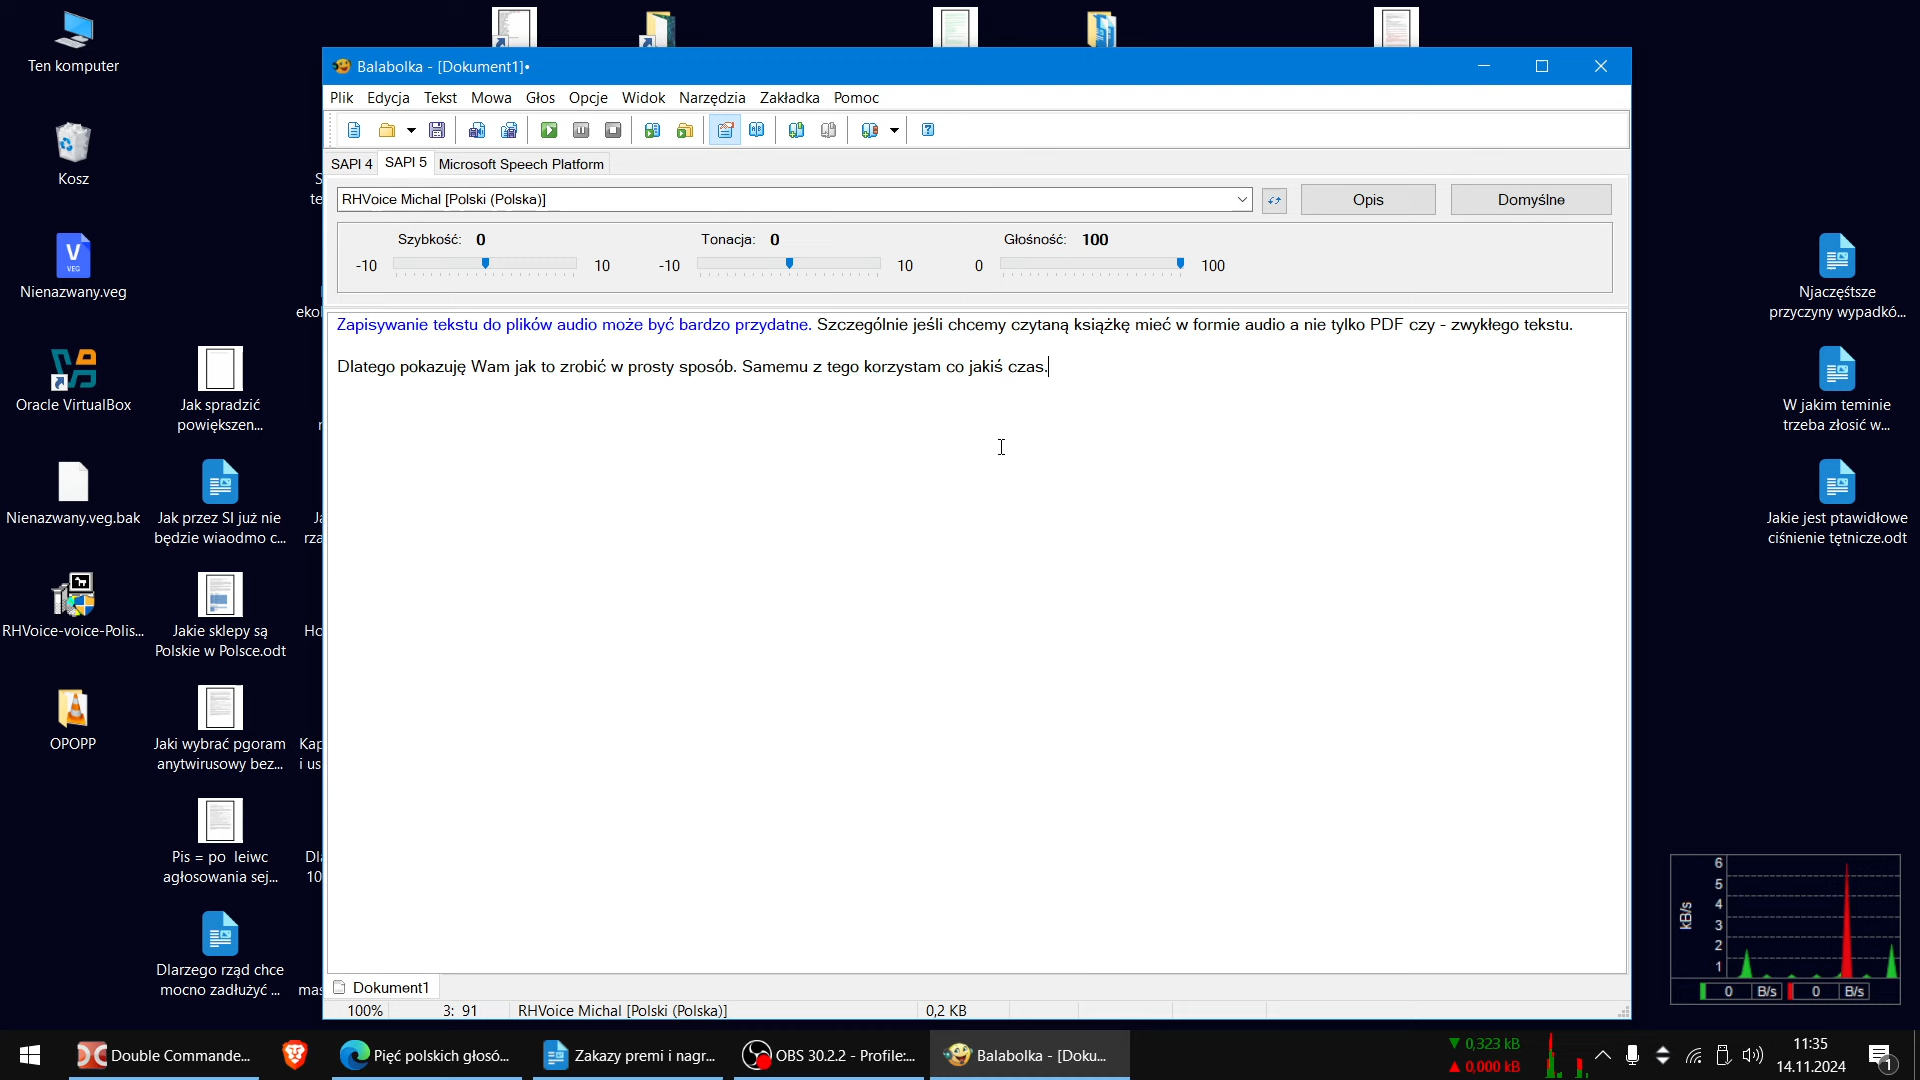 Ten komputer
Kosz
Nienazwany.veg
Oracle VirtualBox
Nienazwany.veg.bak
RHVoice-voice-Polis...
OPOPP
Jak spradzić
powiększen...
Jak przez SI już nie
będzie wiaodmo c...
Jakie sklepy są
Polskie w Polsce.odt
Jaki wybrać pgoram
anytwirusowy bez...
Pis = po leiwc
agłosowania sej...
Dlarzego rząd chce
mocno zadłużyć ...
Balabolka - [Dokument1]•
Plik Edycja Tekst Mowa Głos Opcje Widok Narzędzia Zakładka Pomoc
SAPI 4 SAPI 5 Microsoft Speech Platform
RHVoice Michal [Polski (Polska)] Opis Domyślne
Szybkość: 0 Tonacja: 0 Głośność: 100
-10 10 -10 10 0 100
Zapisywanie tekstu do plików audio może być bardzo przydatne. Szczególnie jeśli chcemy czytaną książkę mieć w formie audio a nie tylko PDF czy - zwykłego tekstu.
Dlatego pokazuję Wam jak to zrobić w prosty sposób. Samemu z tego korzystam co jakiś czas.
Dokument1
100% 3: 91 RHVoice Michal [Polski (Polska)] 0,2 KB
Njaczęśtsze
przyczyny wypadkó...
W jakim teminie
trzeba złosić w...
Jakie jest ptawidłowe
ciśnienie tętnicze.odt
kB/s
6
5
4
3
2
1
0 B/s 0 B/s
Double Commande... Pięć polskich głosó... Zakazy premi i nagr... OBS 30.2.2 - Profile:... Balabolka - [Doku...
0,323 kB
0,000 kB
11:35
14.11.2024
1